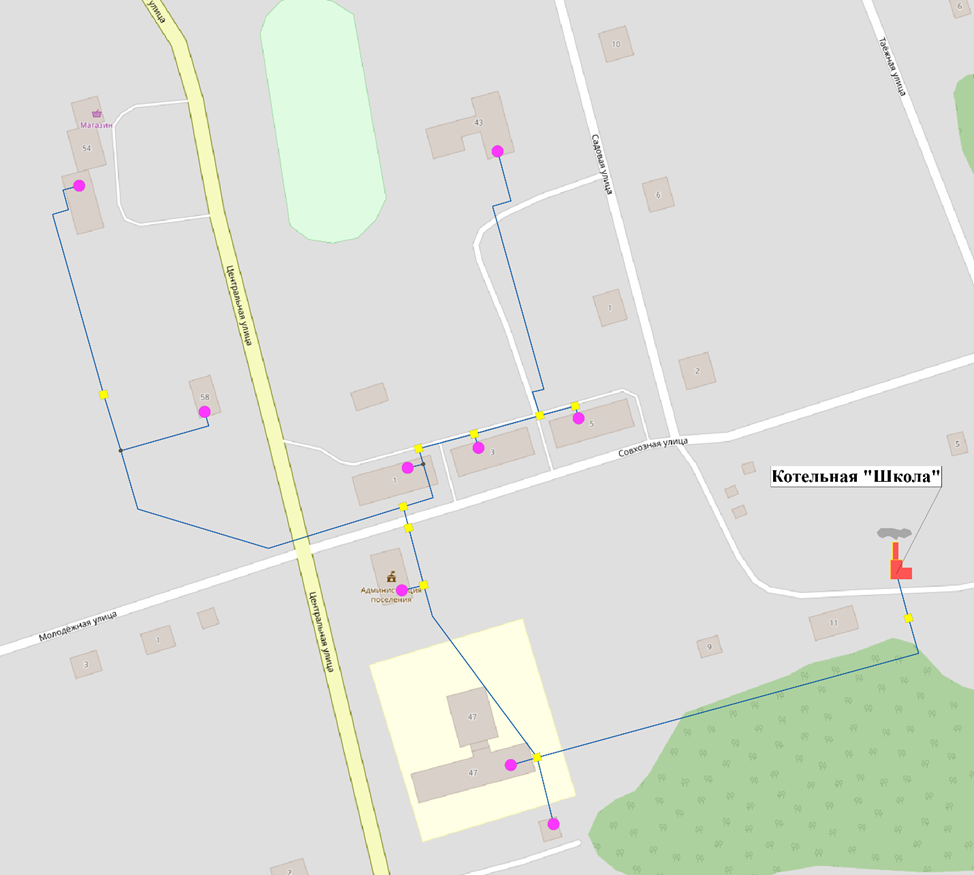 улица
10
6
Таёжная улица
Магазин
54
43
Садовая улица
6
Центральная улица
1
2
58
5
3
1
Совхозная улица
5
Котельная "Школа"
Администрация
поселения
Молодёжная улица
1
3
Центральная улица
11
9
47
47
2